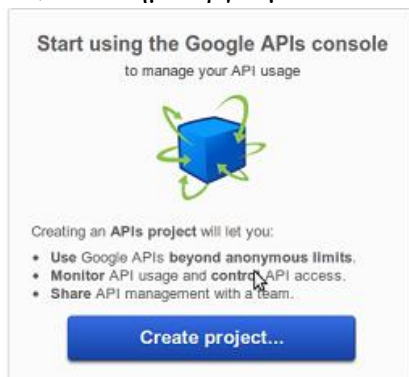 Start using the Google APIs console
to manage your API usage
Creating an APIs project will let you:
• Use Google APIs beyond anonymous limits.
• Monitor API usage and control API access.
• Share API management with a team.
Create project...